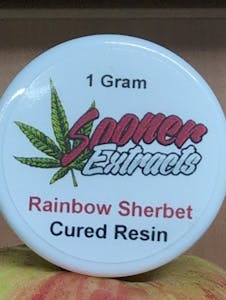 1 Gram
Sooner
Extracts
Rainbow Sherbet
Cured Resin